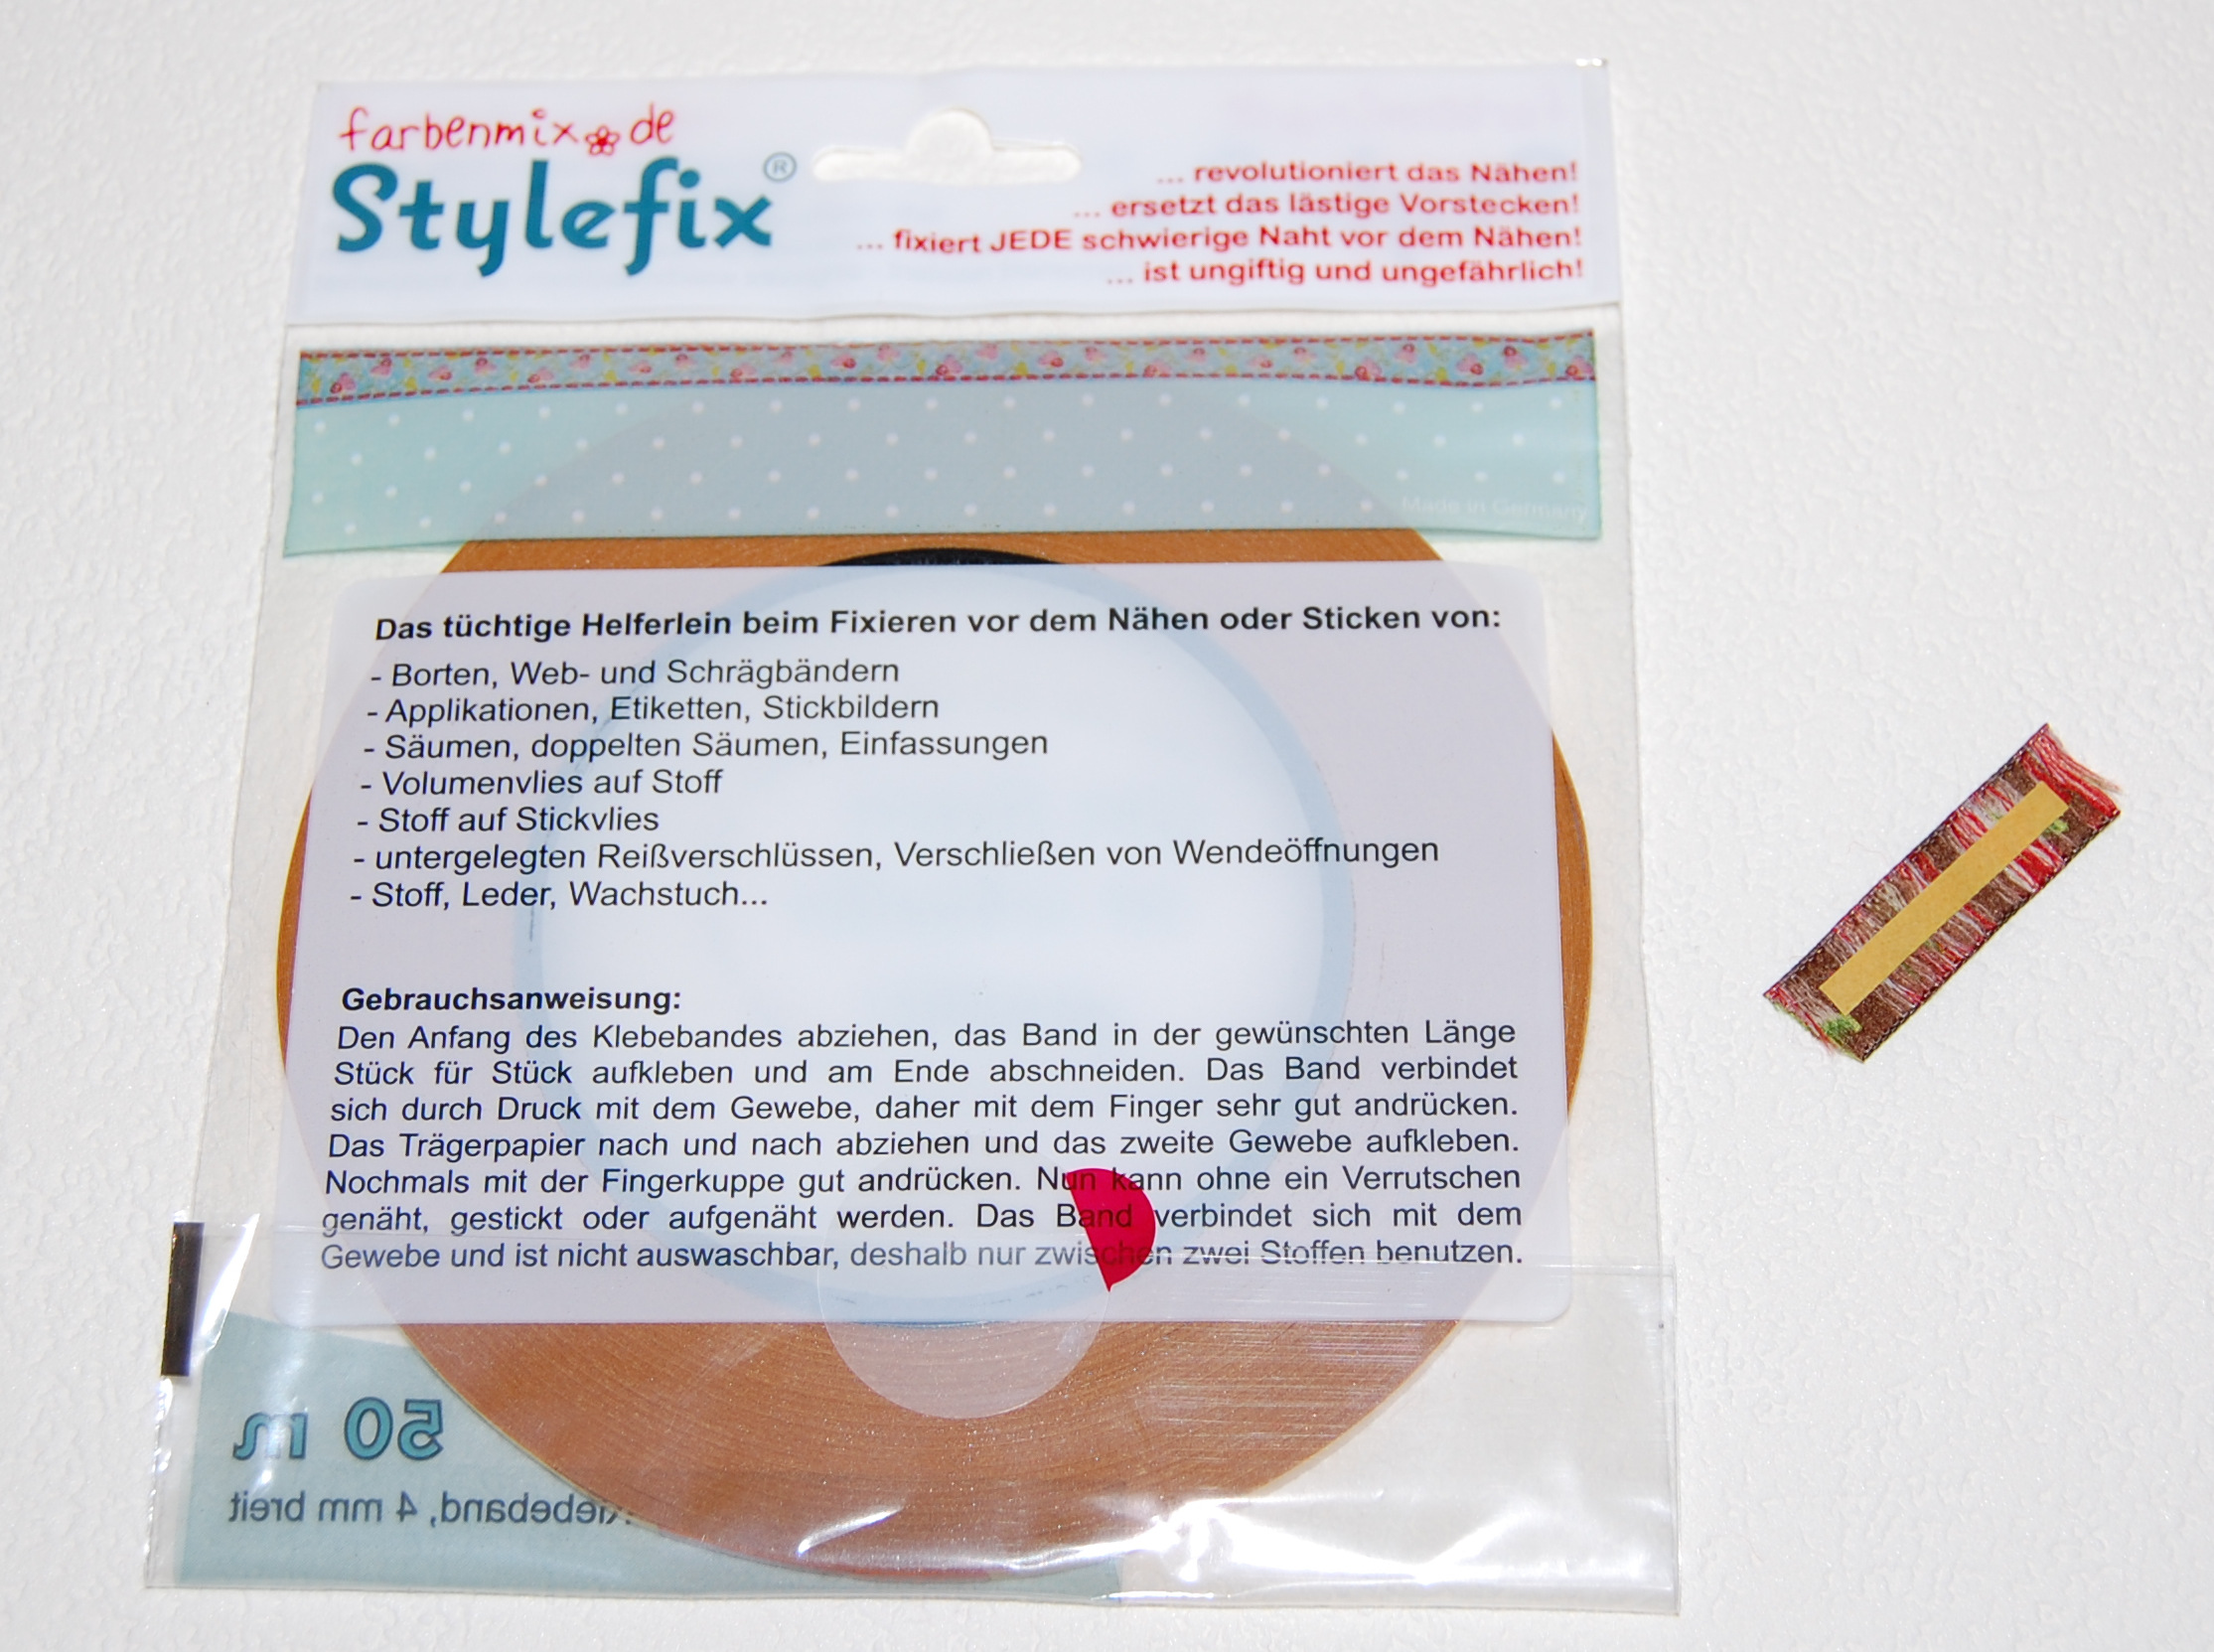 farbenmix.de
Stylefix®
... revolutioniert das Nähen!
... ersetzt das lästige Vorstecken!
... fixiert JEDE schwierige Naht vor dem Nähen!
... ist ungiftig und ungefährlich!
Made in Germany
Das tüchtige Helferlein beim Fixieren vor dem Nähen oder Sticken von:
- Borten, Web- und Schrägbändern
- Applikationen, Etiketten, Stickbildern
- Säumen, doppelten Säumen, Einfassungen
- Volumenvlies auf Stoff
- Stoff auf Stickvlies
- untergelegten Reißverschlüssen, Verschließen von Wendeöffnungen
- Stoff, Leder, Wachstuch...
Gebrauchsanweisung:
Den Anfang des Klebebandes abziehen, das Band in der gewünschten Länge
Stück für Stück aufkleben und am Ende abschneiden. Das Band verbindet
sich durch Druck mit dem Gewebe, daher mit dem Finger sehr gut andrücken.
Das Trägerpapier nach und nach abziehen und das zweite Gewebe aufkleben.
Nochmals mit der Fingerkuppe gut andrücken. Nun kann ohne ein Verrutschen
genäht, gestickt oder aufgenäht werden. Das Band verbindet sich mit dem
Gewebe und ist nicht auswaschbar, deshalb nur zwischen zwei Stoffen benutzen.
50 m
Klebeband, 4 mm breit